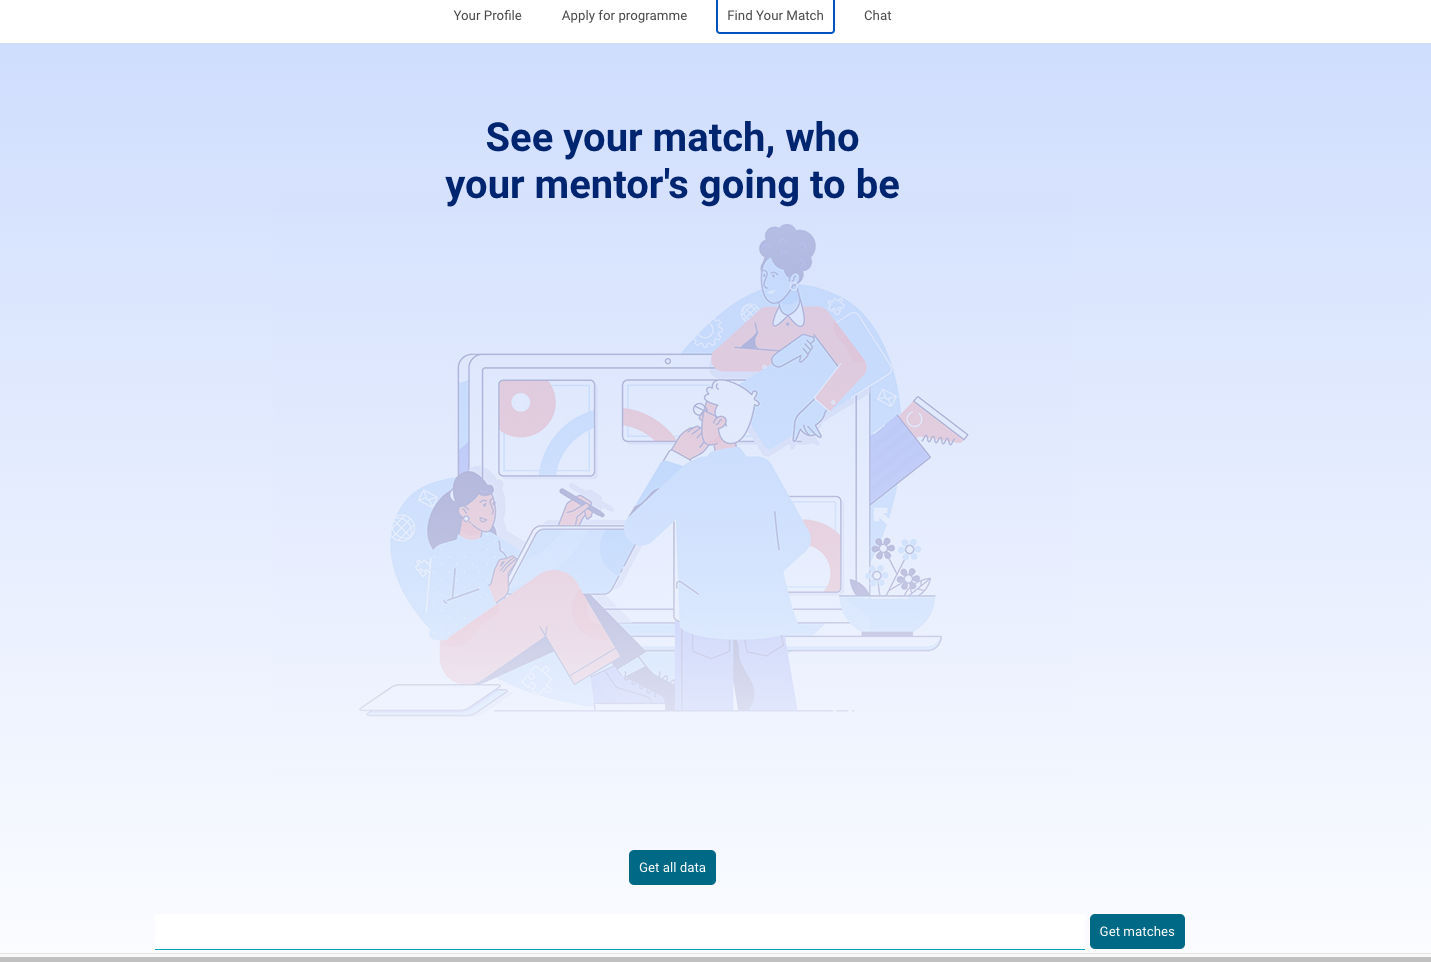 Your Profile
Apply for programme
Find Your Match
Chat
See your match, who
your mentor's going to be
Get all data
Get matches